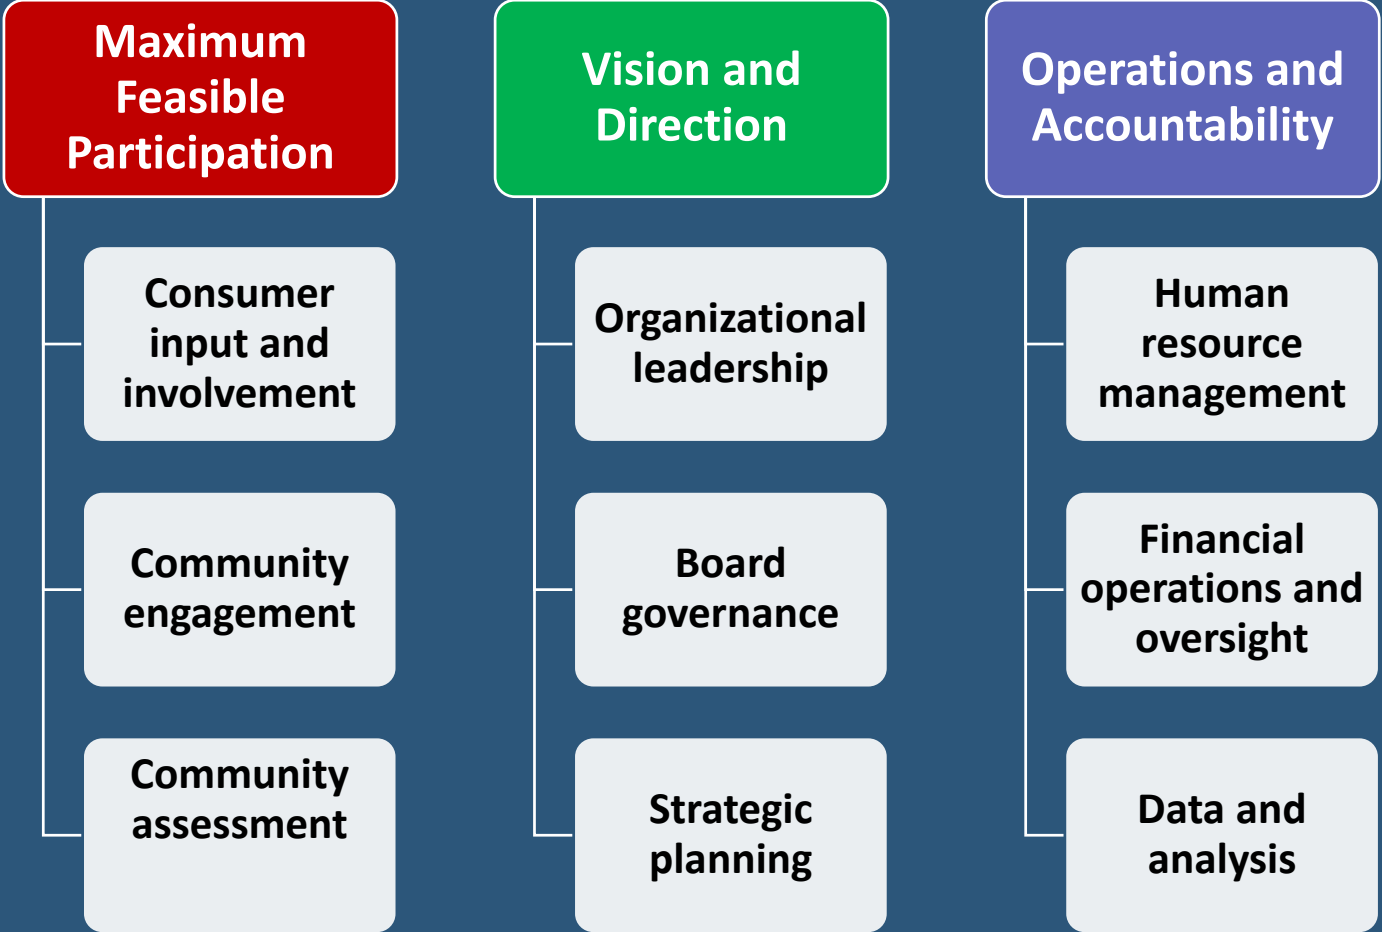 Maximum
Feasible
Participation
Consumer
input and
involvement
Community
engagement
Community
assessment
Vision and
Direction
Organizational
leadership
Board
governance
Strategic
planning
Operations and
Accountability
Human
resource
management
Financial
operations and
oversight
Data and
analysis